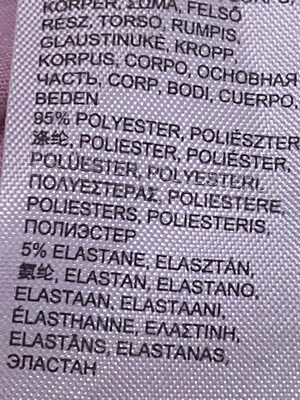 KÖRPER, ΣΩΜΑ, FELSŐ
RÉSZ, TORSO, RUMPIS,
GLAUSTINUKĖ, KROPP,
KORPUS, CORPO, ОСНОВНАЯ
ЧАСТЬ, CORP, BODI, CUERPO,
BEDEN
95% POLYESTER, POLIÉSZTER
涤纶, POLIESTER, POLIÉSTER,
POLÜESTER, POLYESTERI,
ΠΟΛΥΕΣΤΕΡΑΣ, POLIESTERE,
POLIESTERS, POLIESTERIS,
ПОЛИЭСТЕР
5% ELASTANE, ELASZTÁN,
氨纶, ELASTAN, ELASTANO,
ELASTAAN, ELASTAANI,
ÉLASTHANNE, ΕΛΑΣΤΙΝΗ,
ELASTĀNS, ELASTANAS,
ЭЛАСТАН